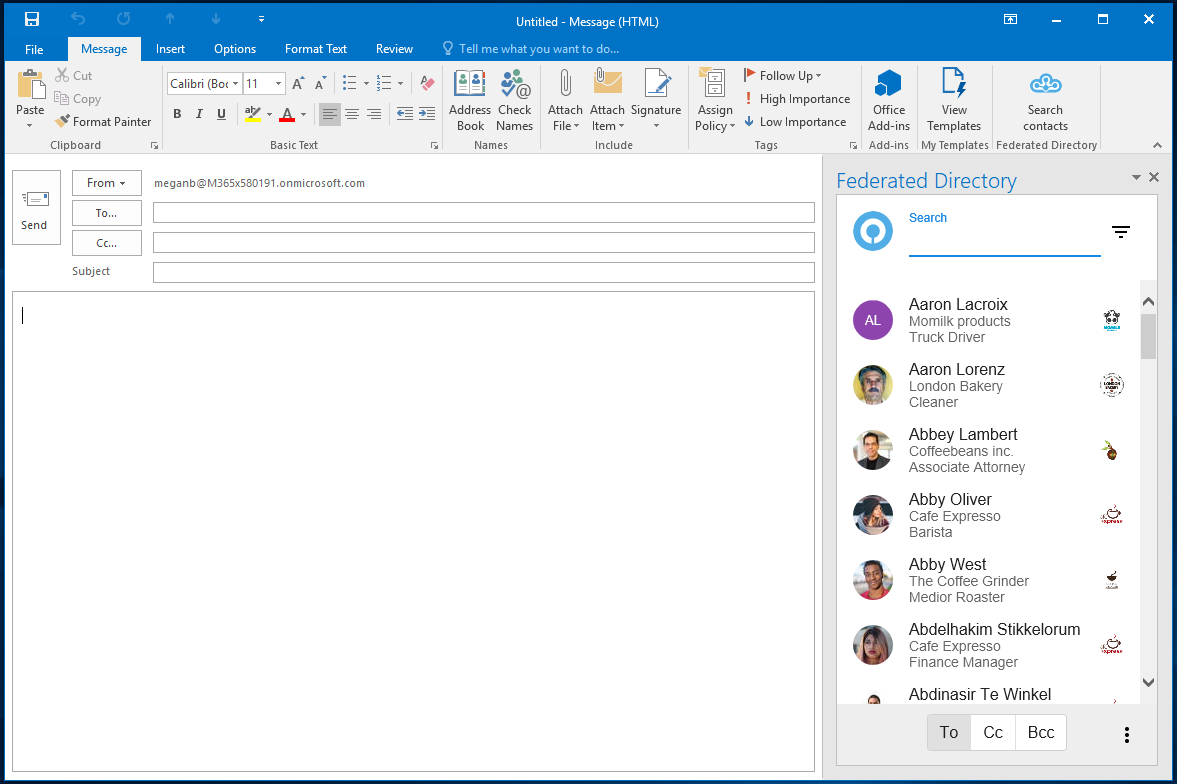 Untitled - Message (HTML)
File Message Insert Options Format Text Review Tell me what you want to do...
Paste
Cut
Copy
Format Painter
Clipboard
Calibri (Boc 11 A A
B I U aby A
Basic Text
Address Book
Check Names
Names
Attach File
Attach Item
Signature
Include
Assign Policy
Follow Up
High Importance
Low Importance
Tags
Office Add-ins
Add-ins
View Templates
My Templates
Search contacts
Federated Directory
Send
From meganb@M365x580191.onmicrosoft.com
To...
Cc...
Subject
Federated Directory
Search
AL
Aaron Lacroix
Momilk products
Truck Driver
MOMILK
Aaron Lorenz
London Bakery
Cleaner
LONDON
Abbey Lambert
Coffeebeans inc.
Associate Attorney
Abby Oliver
Cafe Expresso
Barista
Abby West
The Coffee Grinder
Medior Roaster
Abdelhakim Stikkelorum
Cafe Expresso
Finance Manager
Abdinasir Te Winkel
To Cc Bcc